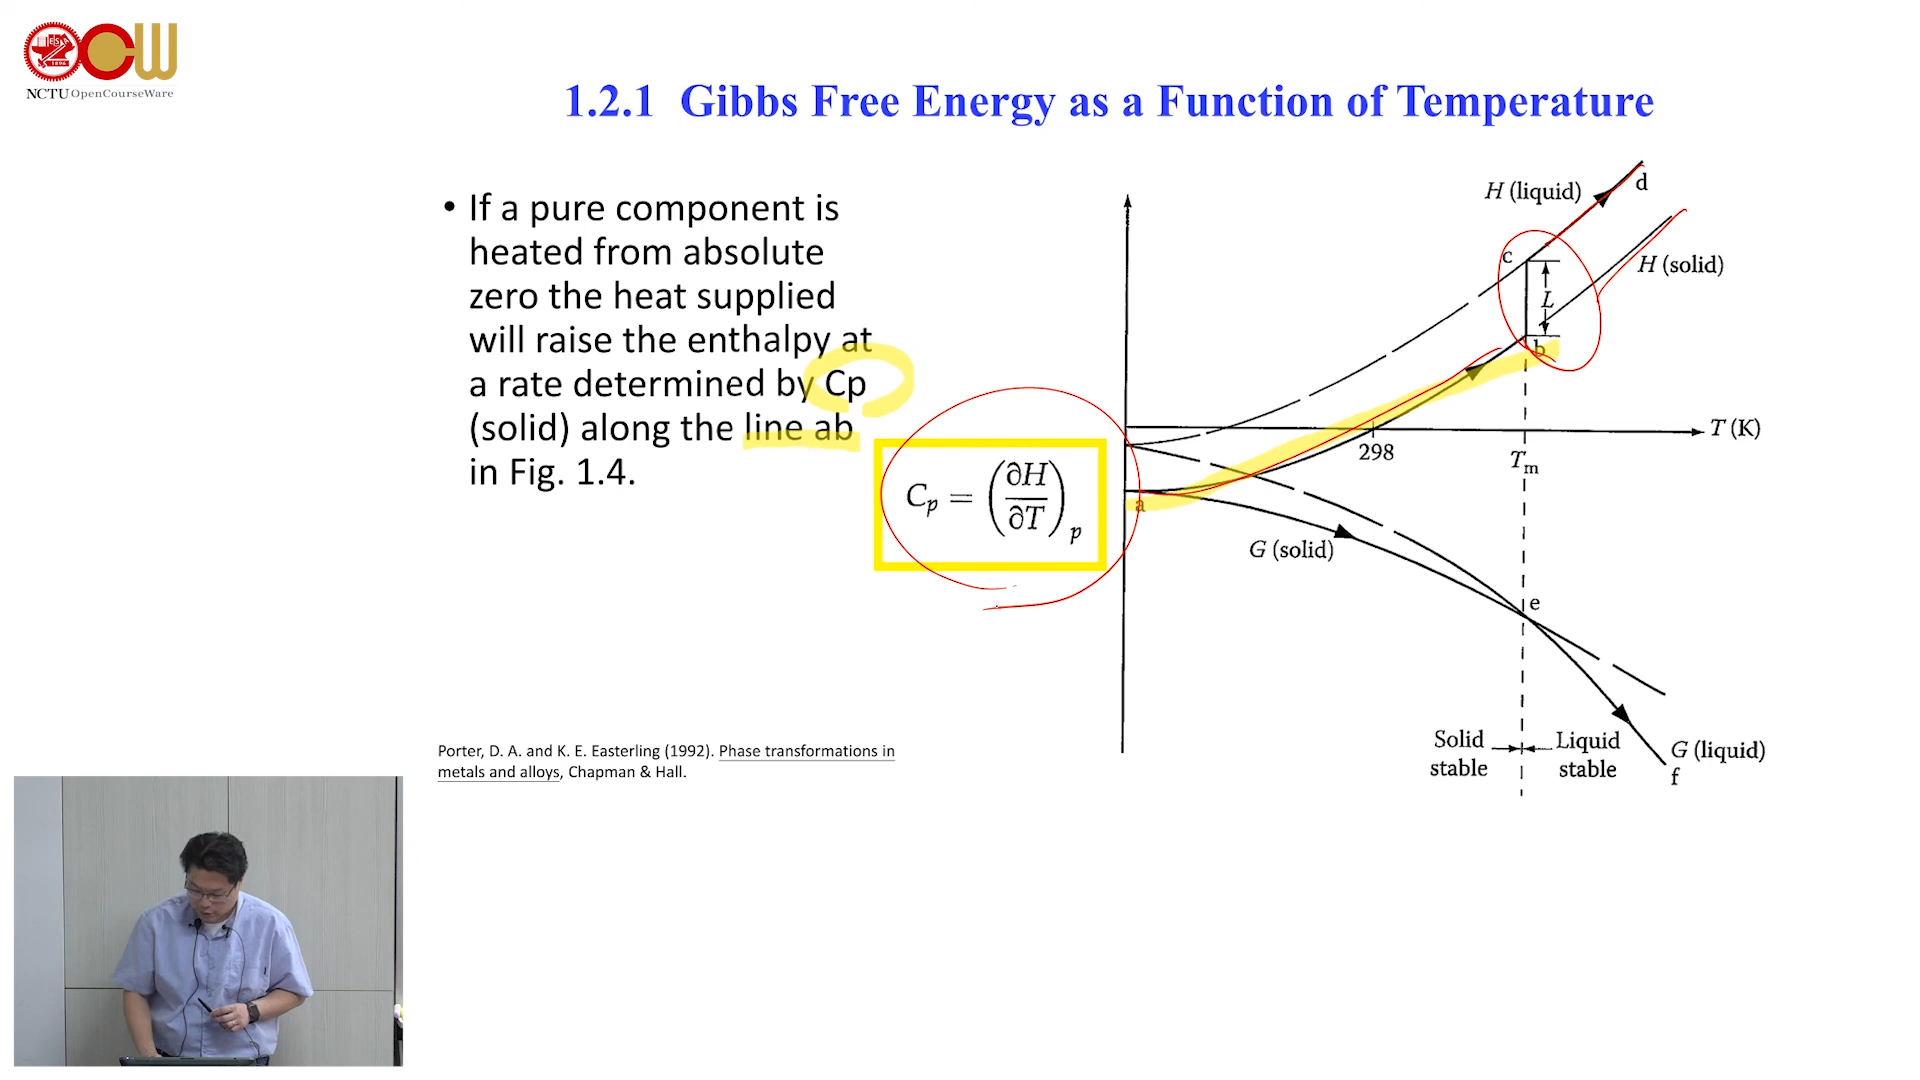 NCTU OpenCourseWare
1.2.1 Gibbs Free Energy as a Function of Temperature
• If a pure component is
heated from absolute
zero the heat supplied
will raise the enthalpy at
a rate determined by Cp
(solid) along the line ab
in Fig. 1.4.
Cp = (∂H/∂T)p
H (liquid)
d
c
H (solid)
L
b
T (K)
298
Tm
a
G (solid)
e
Solid
stable
Liquid
stable
G (liquid)
f
Porter, D. A. and K. E. Easterling (1992). Phase transformations in
metals and alloys, Chapman & Hall.